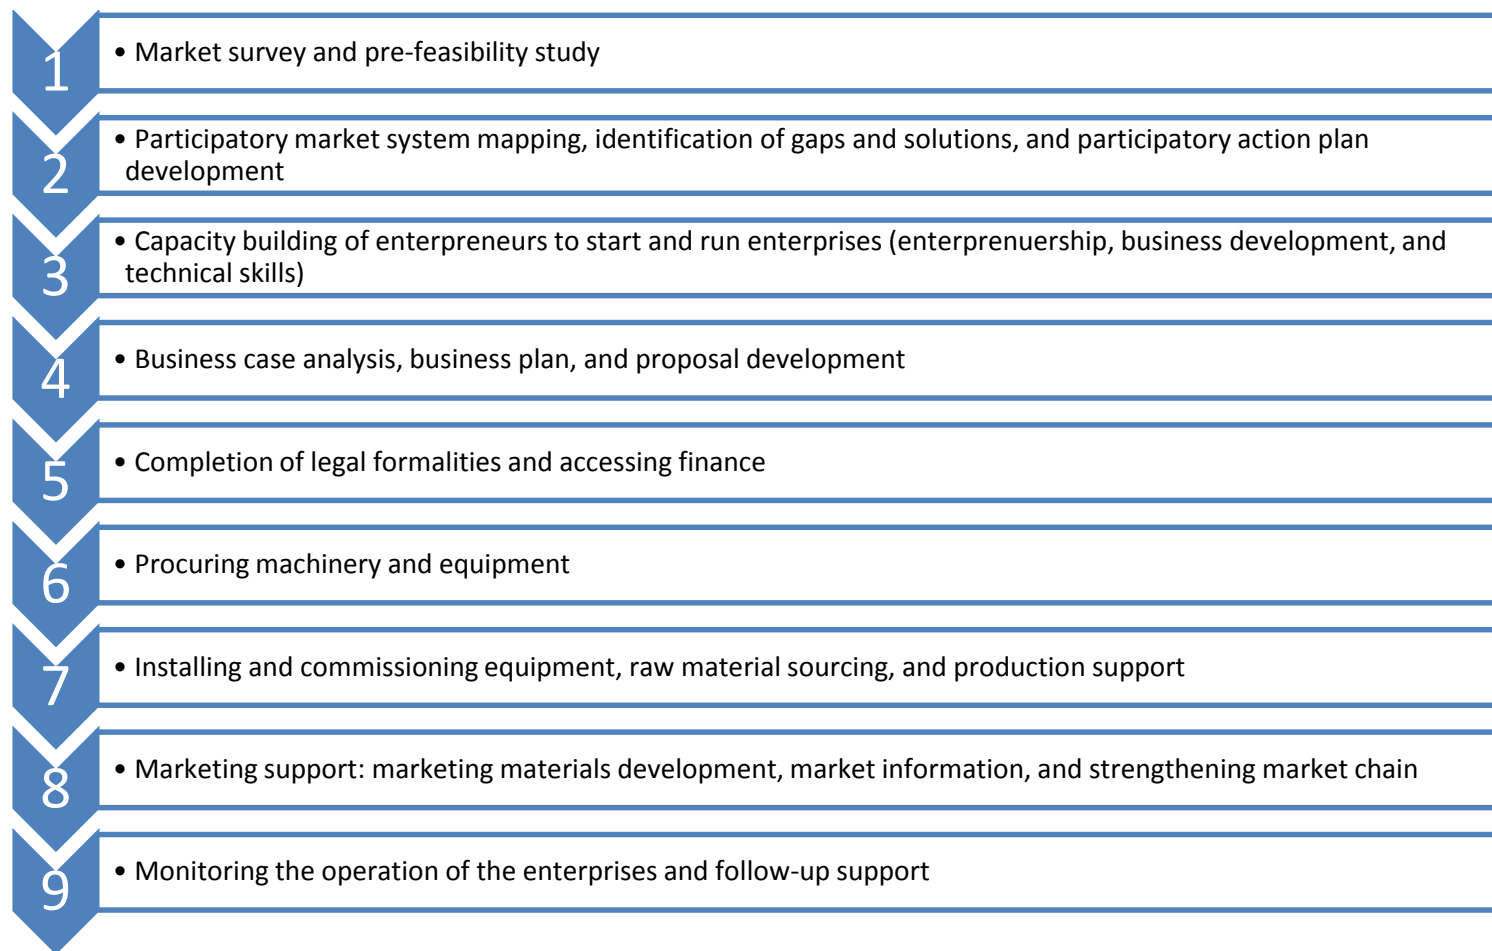 1
• Market survey and pre-feasibility study
2
• Participatory market system mapping, identification of gaps and solutions, and participatory action plan
development
3
• Capacity building of enterpreneurs to start and run enterprises (enterprenuership, business development, and
technical skills)
4
• Business case analysis, business plan, and proposal development
5
• Completion of legal formalities and accessing finance
6
• Procuring machinery and equipment
7
• Installing and commissioning equipment, raw material sourcing, and production support
8
• Marketing support: marketing materials development, market information, and strengthening market chain
9
• Monitoring the operation of the enterprises and follow-up support